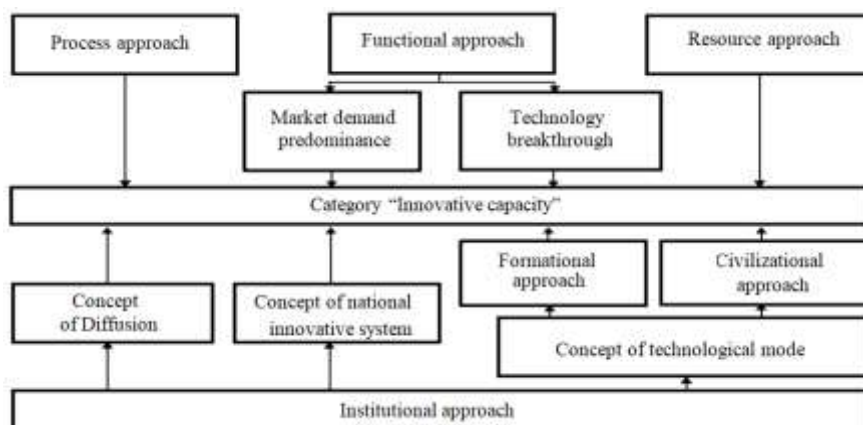 Process approach
Functional approach
Resource approach
Market demand
predominance
Technology
breakthrough
Category “Innovative capacity”
Formational
approach
Civilizational
approach
Concept
of Diffusion
Concept of national
innovative system
Concept of technological mode
Institutional approach